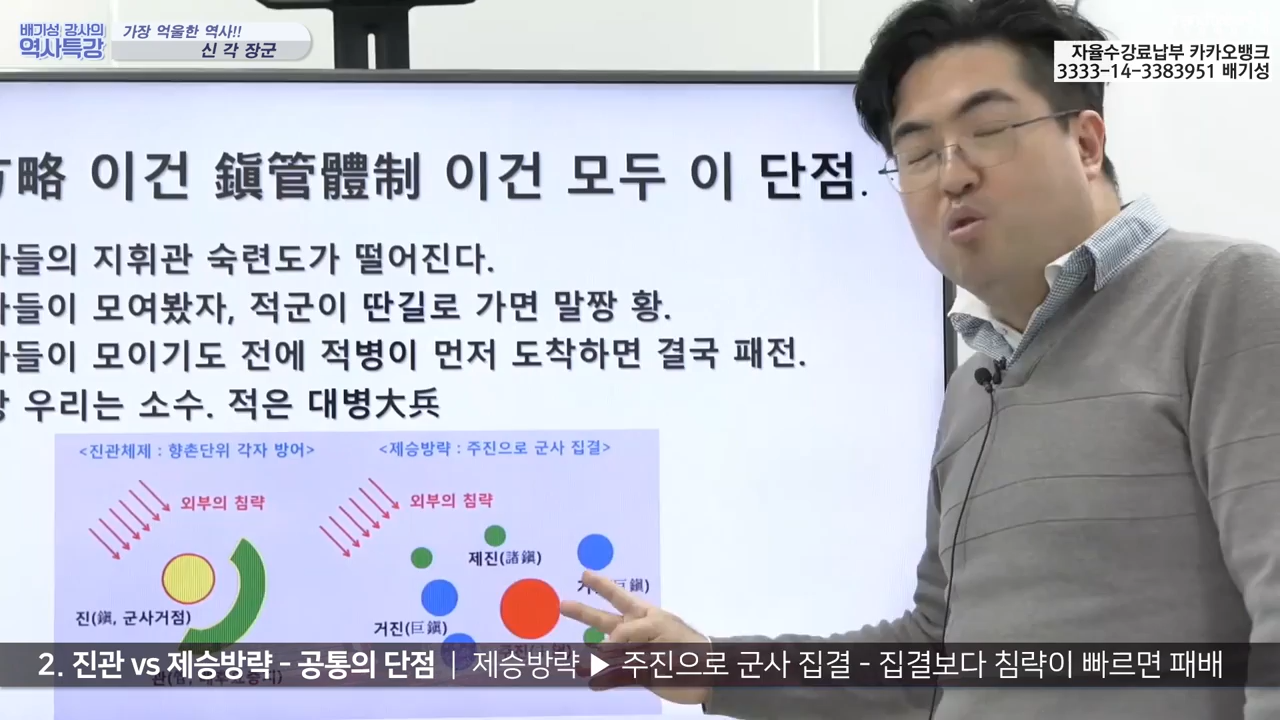 배기성 강사의
역사특강
가장 억울한 역사!!
신 각 장군
자율수강료납부 카카오뱅크
3333-14-3383951 배기성
略 이건 鎭管體制 이건 모두 이 단점.
들의 지휘관 숙련도가 떨어진다.
들이 모여봤자, 적군이 딴길로 가면 말짱 황.
들이 모이기도 전에 적병이 먼저 도착하면 결국 패전.
우리는 소수. 적은 대병大兵
<진관체제 : 향촌단위 각자 방어>
<제승방략 : 주진으로 군사 집결>
외부의 침략
외부의 침략
제진(諸鎭)
진(鎭, 군사거점)
거진(巨鎭)
鎭)
2. 진관 vs 제승방략 - 공통의 단점 | 제승방략 ▶ 주진으로 군사 집결 - 집결보다 침략이 빠르면 패배